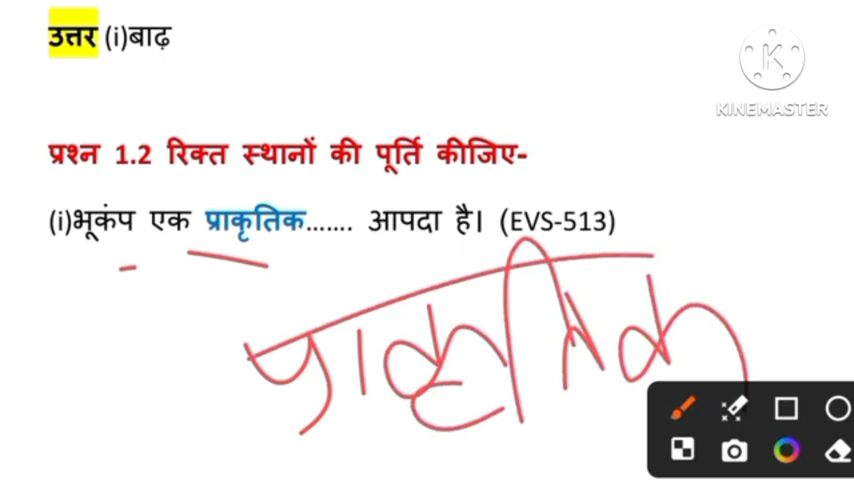 उत्तर (i)बाढ़
KINEMASTER
प्रश्न 1.2 रिक्त स्थानों की पूर्ति कीजिए-
(i)भूकंप एक प्राकृतिक....... आपदा है। (EVS-513)
प्राकृतिक